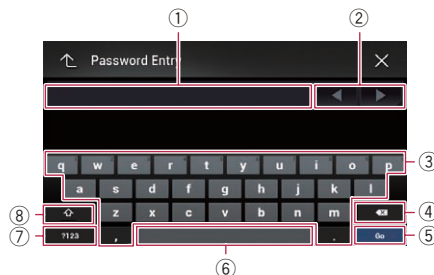 ① ②
Password Entry
q w e r t y u i o p ③
a s d f g h j k l
⑧ z x c v b n m ④
⑦ ?123 , . Go ⑤
⑥